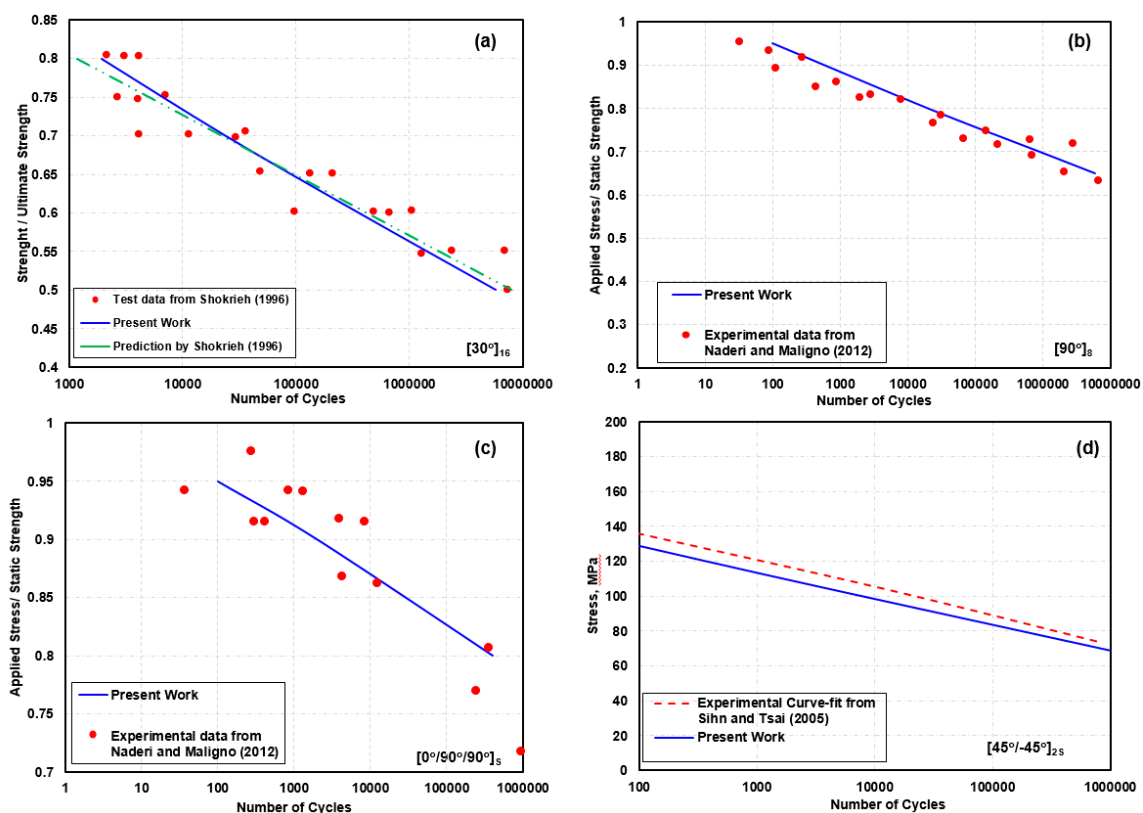 (a)
0.85
0.8
0.75
0.7
0.65
0.6
0.55
0.5
0.45
0.4
Strenght / Ultimate Strength
Test data from Shokrieh (1996)
Present Work
Prediction by Shokrieh (1996)
[30°]16
1000 10000 100000 1000000 10000000
Number of Cycles
(b)
1
0.9
0.8
0.7
0.6
0.5
0.4
0.3
0.2
Applied Stress/ Static Strength
Present Work
Experimental data from
Naderi and Maligno (2012)
[90°]8
1 10 100 1000 10000 100000 1000000 10000000
Number of Cycles
(c)
1
0.95
0.9
0.85
0.8
0.75
0.7
Applied Stress/ Static Strength
Present Work
Experimental data from
Naderi and Maligno (2012)
[0°/90°/90°]S
1 10 100 1000 10000 100000 1000000
Number of Cycles
(d)
200
180
160
140
120
100
80
60
40
20
0
Stress, MPa
Experimental Curve-fit from
Sihn and Tsai (2005)
Present Work
[45°/-45°]2S
100 1000 10000 100000 1000000
Number of Cycles